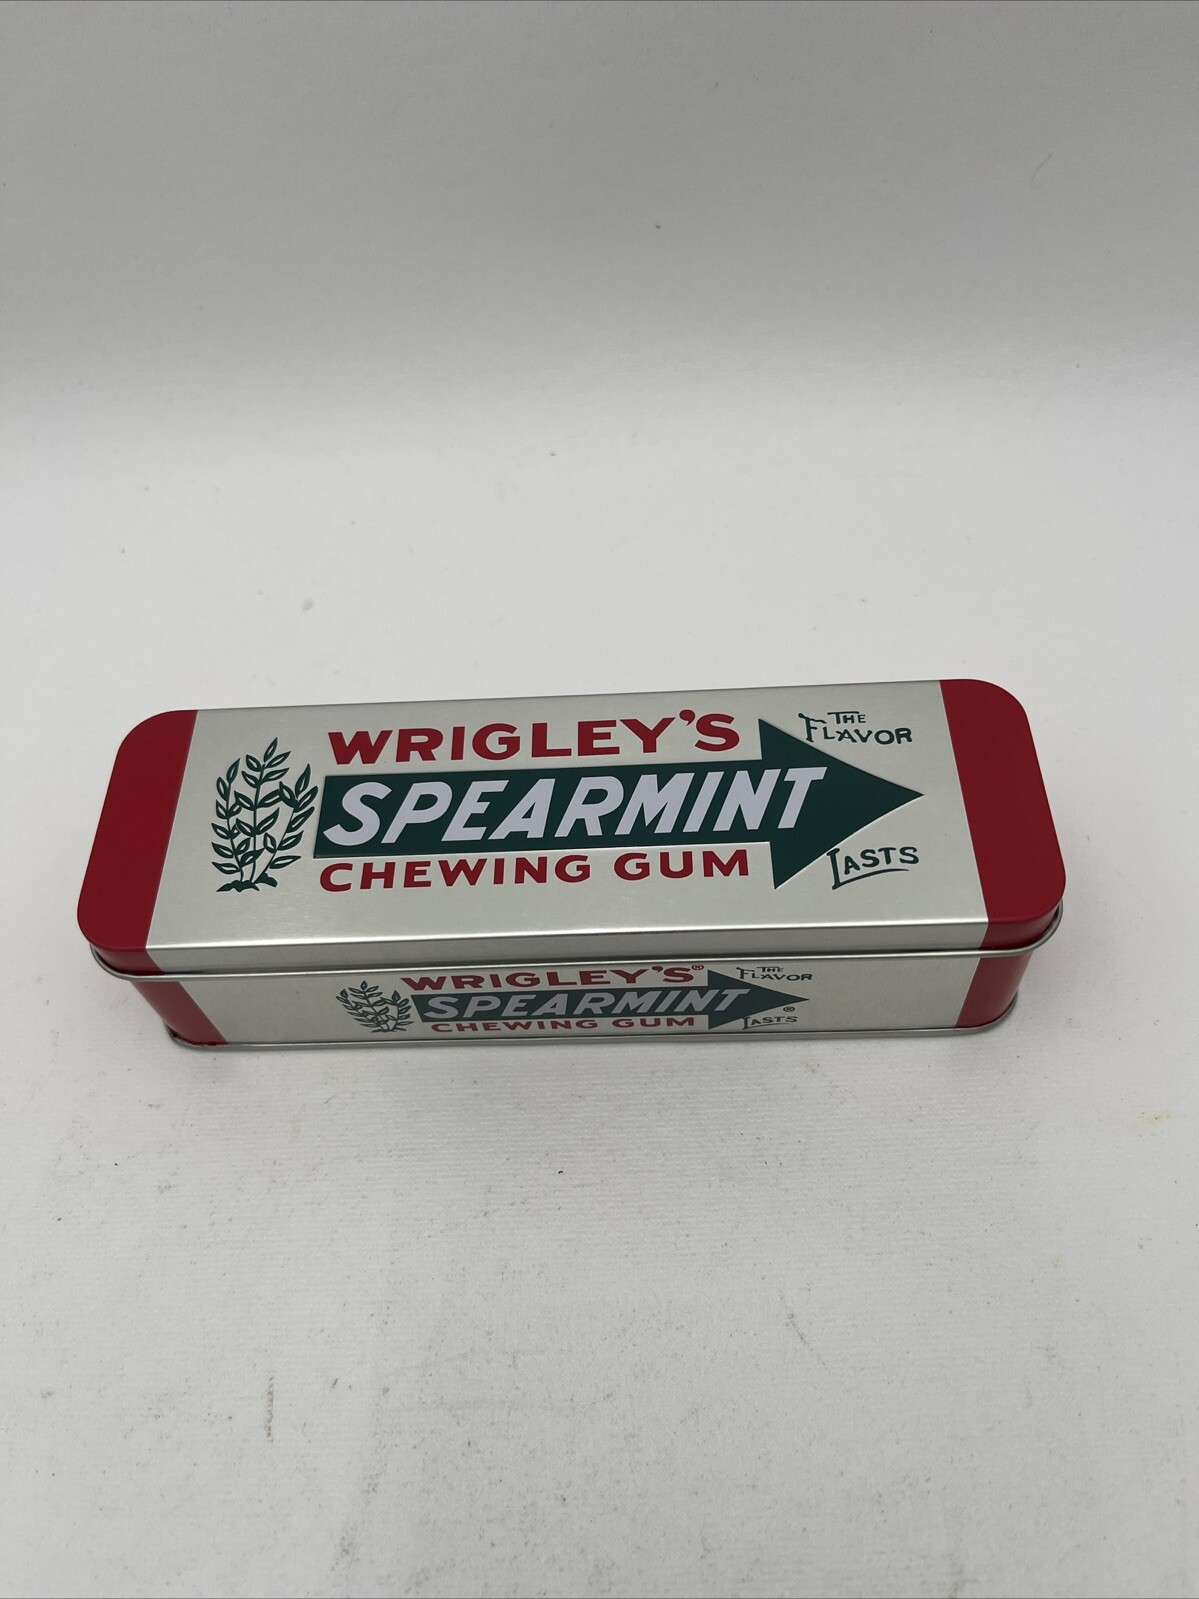 WRIGLEY'S
SPEARMINT
CHEWING GUM
THE
FLAVOR
LASTS
WRIGLEY'S®
SPEARMINT
CHEWING GUM
THE
FLAVOR
®
LASTS